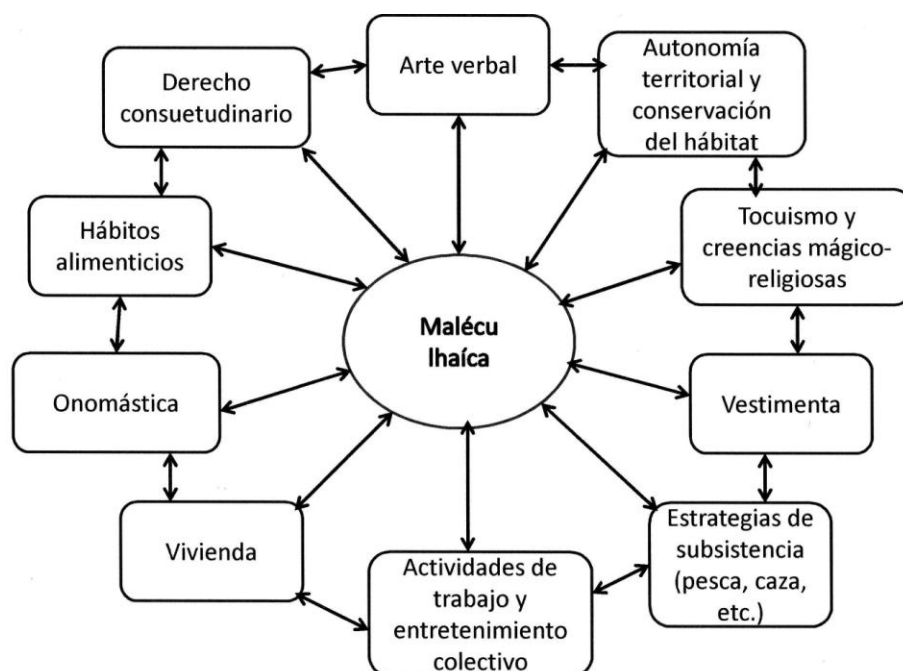 Arte verbal
Autonomía
territorial y
conservación
del hábitat
Derecho
consuetudinario
Tocuismo y
creencias mágico-
religiosas
Hábitos
alimenticios
Malécu
lhaíca
Onomástica
Vestimenta
Vivienda
Estrategias de
subsistencia
(pesca, caza,
etc.)
Actividades de
trabajo y
entretenimiento
colectivo